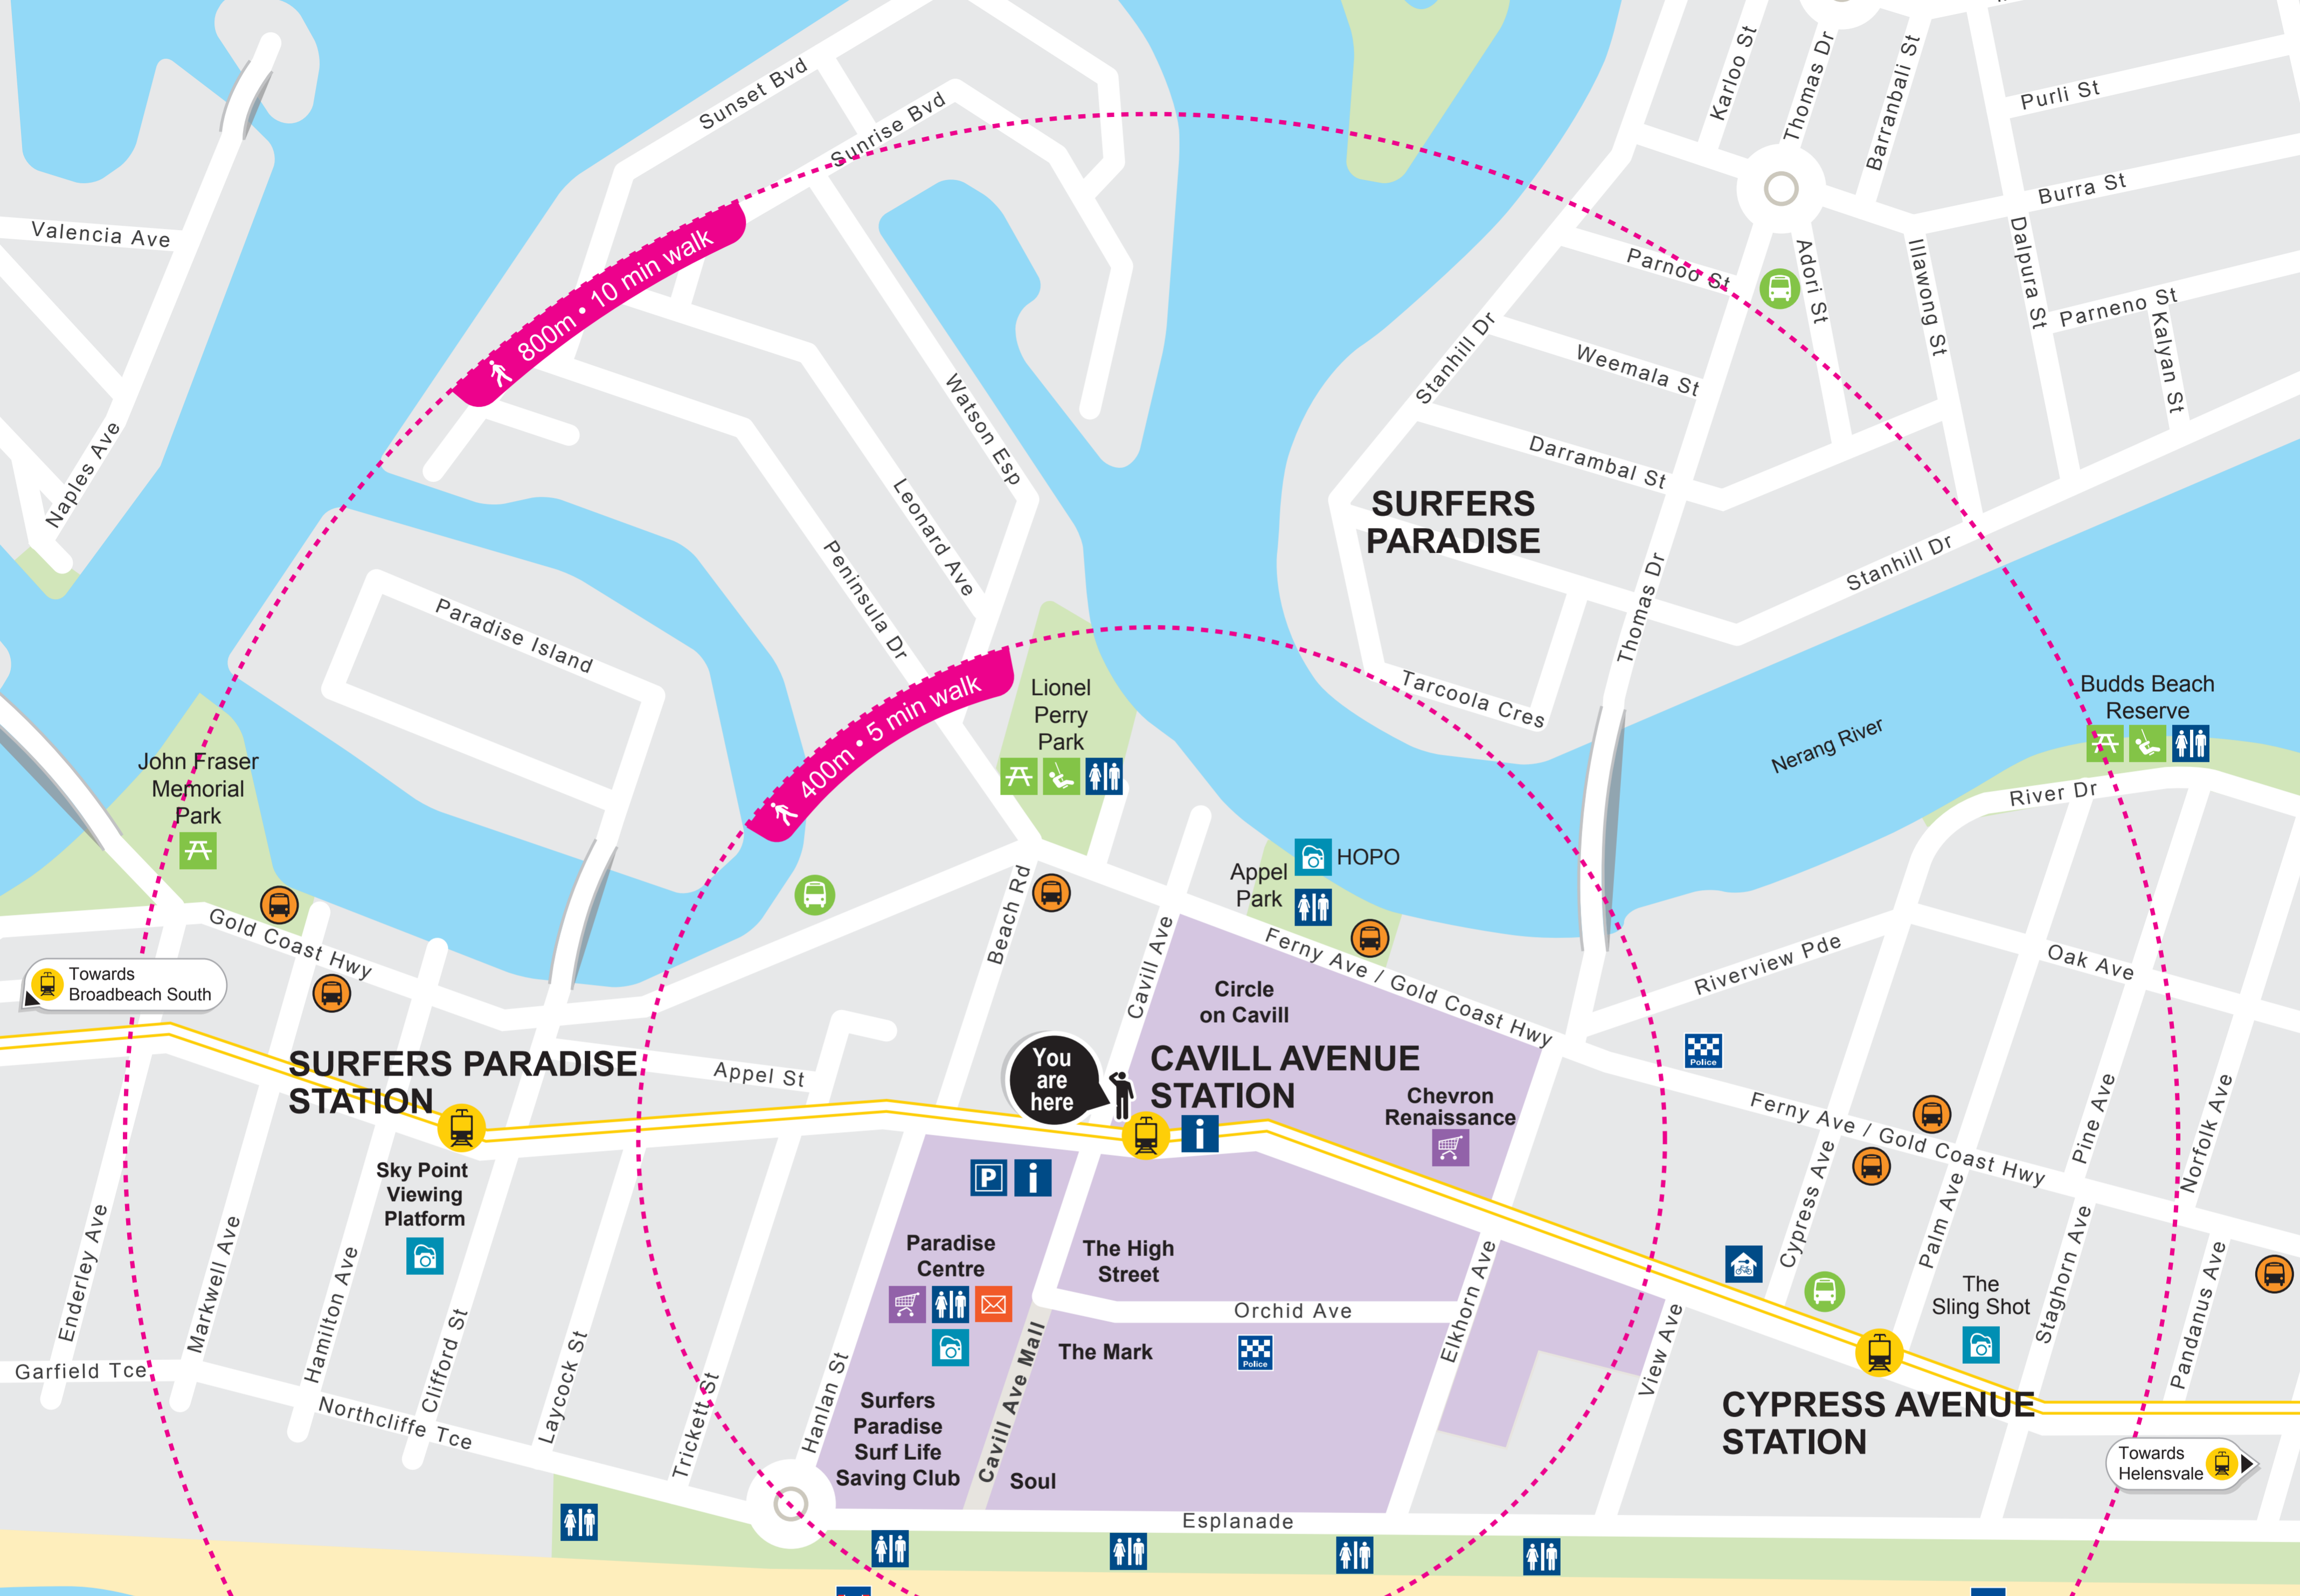 Karloo St
Thomas Dr
Barrambali St
Purli St
Burra St
Sunset Bvd
Sunrise Bvd
Valencia Ave
800m • 10 min walk
Parnoo St
Adori St
Illawong St
Dalpura St
Parneno St
Kalyan St
Stanhill Dr
Weemala St
Darrambal St
Watson Esp
Naples Ave
Leonard Ave
Peninsula Dr
SURFERS
PARADISE
Stanhill Dr
Thomas Dr
Paradise Island
Tarcoola Cres
Nerang River
Budds Beach
Reserve
River Dr
400m • 5 min walk
Lionel
Perry
Park
John Fraser
Memorial
Park
HOPO
Appel
Park
Gold Coast Hwy
Beach Rd
Cavill Ave
Ferny Ave / Gold Coast Hwy
Riverview Pde
Oak Ave
Towards
Broadbeach South
Circle
on Cavill
Police
SURFERS PARADISE
STATION
Appel St
You
are
here
CAVILL AVENUE
STATION
i
Chevron
Renaissance
Ferny Ave / Gold Coast Hwy
Pine Ave
Norfolk Ave
Cypress Ave
Palm Ave
Staghorn Ave
Pandanus Ave
Sky Point
Viewing
Platform
P
i
Paradise
Centre
The High
Street
Orchid Ave
Elkhorn Ave
View Ave
The
Sling Shot
Enderley Ave
Markwell Ave
Hamilton Ave
Clifford St
Laycock St
Trickett St
Hanlan St
Cavill Ave Mall
The Mark
Police
Garfield Tce
Northcliffe Tce
Surfers
Paradise
Surf Life
Saving Club
Soul
CYPRESS AVENUE
STATION
Towards
Helensvale
Esplanade